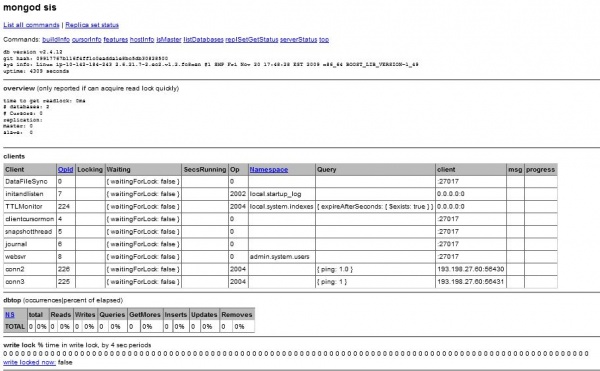 mongod sis
List all commands | Replica set status
Commands: buildInfo cursorInfo features hostInfo isMaster listDatabases replSetGetStatus serverStatus top
db version v2.4.12
git hash:
sys info: Linux ip-10-142-184-243 2.6.21.7-2.ec2.v1.2.fc8xen #1 SMP Fri Nov 20 17:48:28 EST 2009 x86_64 BOOST_LIB_VERSION=1_49
uptime: 4309 seconds
overview (only reported if can acquire read lock quickly)
time to get readlock: 0ms
# databases: 2
# Cursors: 0
replication:
master: 0
slave: 0
clients
Client OpId Locking Waiting SecsRunning Op Namespace Query client msg progress
DataFileSync 0 { waitingForLock: false } 0 :27017
initandlisten 7 { waitingForLock: false } 2002 local.startup_log 0.0.0.0:0
TTLMonitor 224 { waitingForLock: false } 2004 local.system.indexes { expireAfterSeconds: { $exists: true } } 0.0.0.0:0
clientcursormon 4 { waitingForLock: false } 0 :27017
snapshotthread 5 { waitingForLock: false } 0 :27017
journal 6 { waitingForLock: false } 0 :27017
websvr 8 { waitingForLock: false } 0 admin.system.users :27017
conn2 226 { waitingForLock: false } 2004 { ping: 1.0 } 193.198.27.60:56430
conn3 225 { waitingForLock: false } 2004 { ping: 1 } 193.198.27.60:56431
dbtop (occurrences|percent of elapsed)
NS total Reads Writes Queries GetMores Inserts Updates Removes
TOTAL 0 0% 0 0% 0 0% 0 0% 0 0% 0 0% 0 0% 0 0%
write lock % time in write lock, by 4 sec periods
0 0 0 0 0 0 0 0 0 0 0 0 0 0 0 0 0 0 0 0 0 0 0 0 0 0 0 0 0 0 0 0 0 0 0 0 0 0 0 0 0 0 0 0 0 0 0 0 0 0 0 0 0 0 0 0 0 0 0 0 0 0 0 0 0 0 0 0 0 0 0 0 0 0 0 0 0 0 0 0 0 0 0 0 0 0 0 0 0 0 0 0 0 0 0 0 0 0 0
write locked now: false